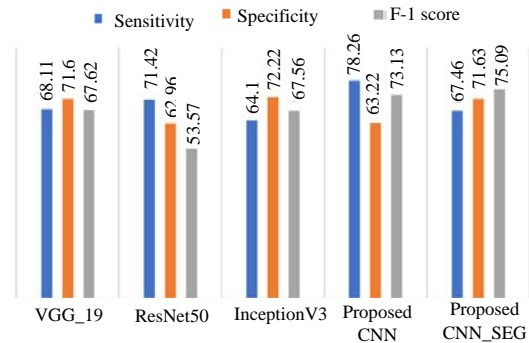 Sensitivity Specificity F-1 score
68.11 71.6 67.62 71.42 62.96 53.57 64.1 72.22 67.56 78.26 63.22 73.13 67.46 71.63 75.09
VGG_19 ResNet50 InceptionV3 Proposed CNN Proposed CNN_SEG